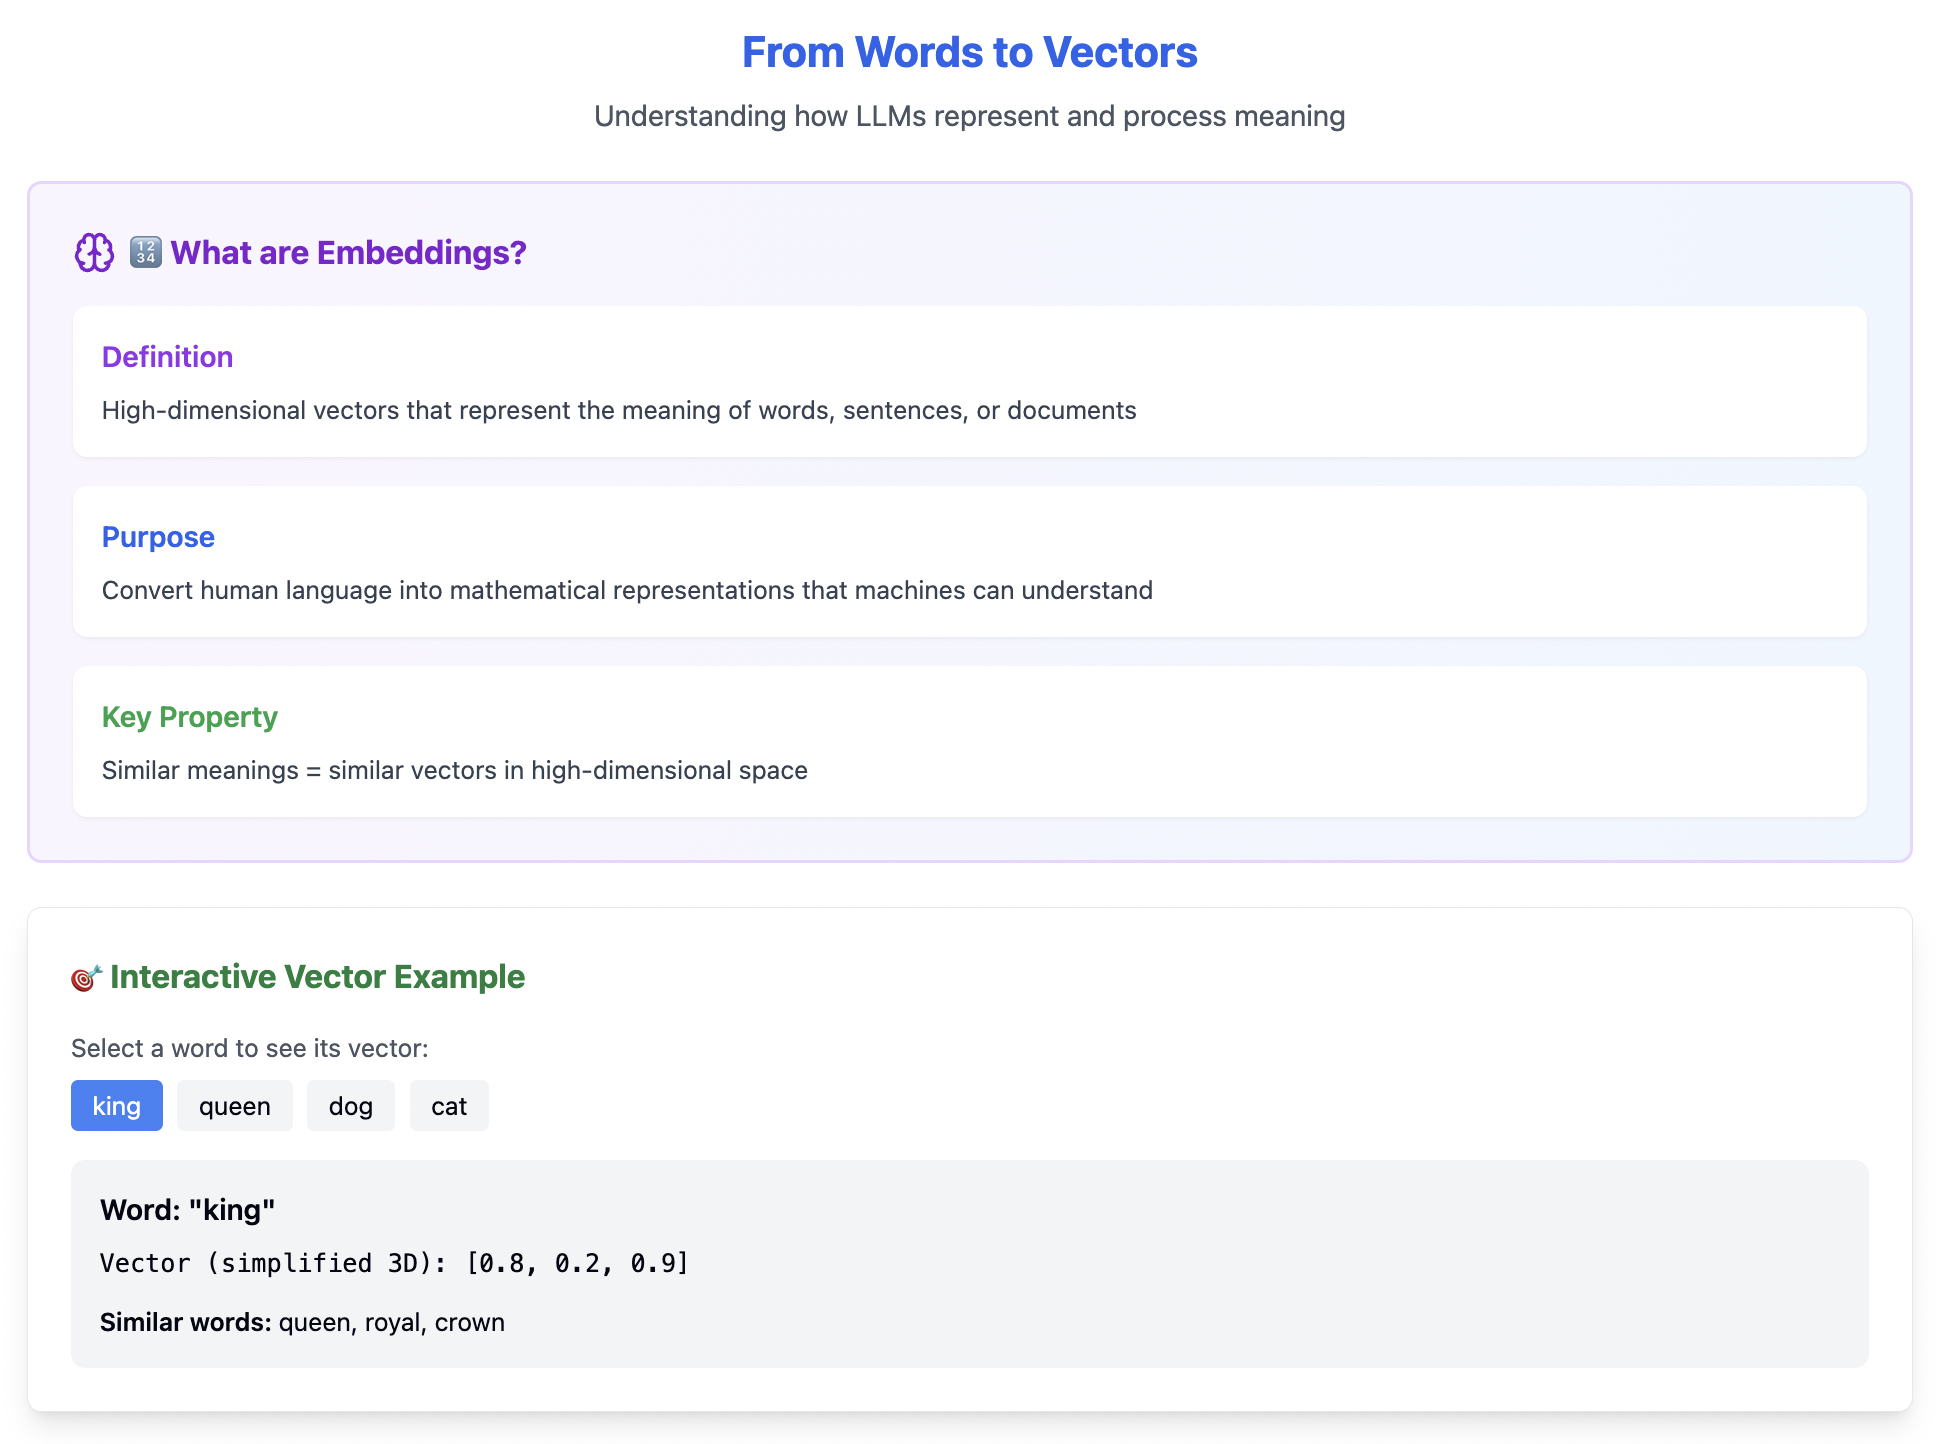 From Words to Vectors
Understanding how LLMs represent and process meaning
🔢 What are Embeddings?
Definition
High-dimensional vectors that represent the meaning of words, sentences, or documents
Purpose
Convert human language into mathematical representations that machines can understand
Key Property
Similar meanings = similar vectors in high-dimensional space
🎯 Interactive Vector Example
Select a word to see its vector:
king queen dog cat
Word: "king"
Vector (simplified 3D): [0.8, 0.2, 0.9]
Similar words: queen, royal, crown